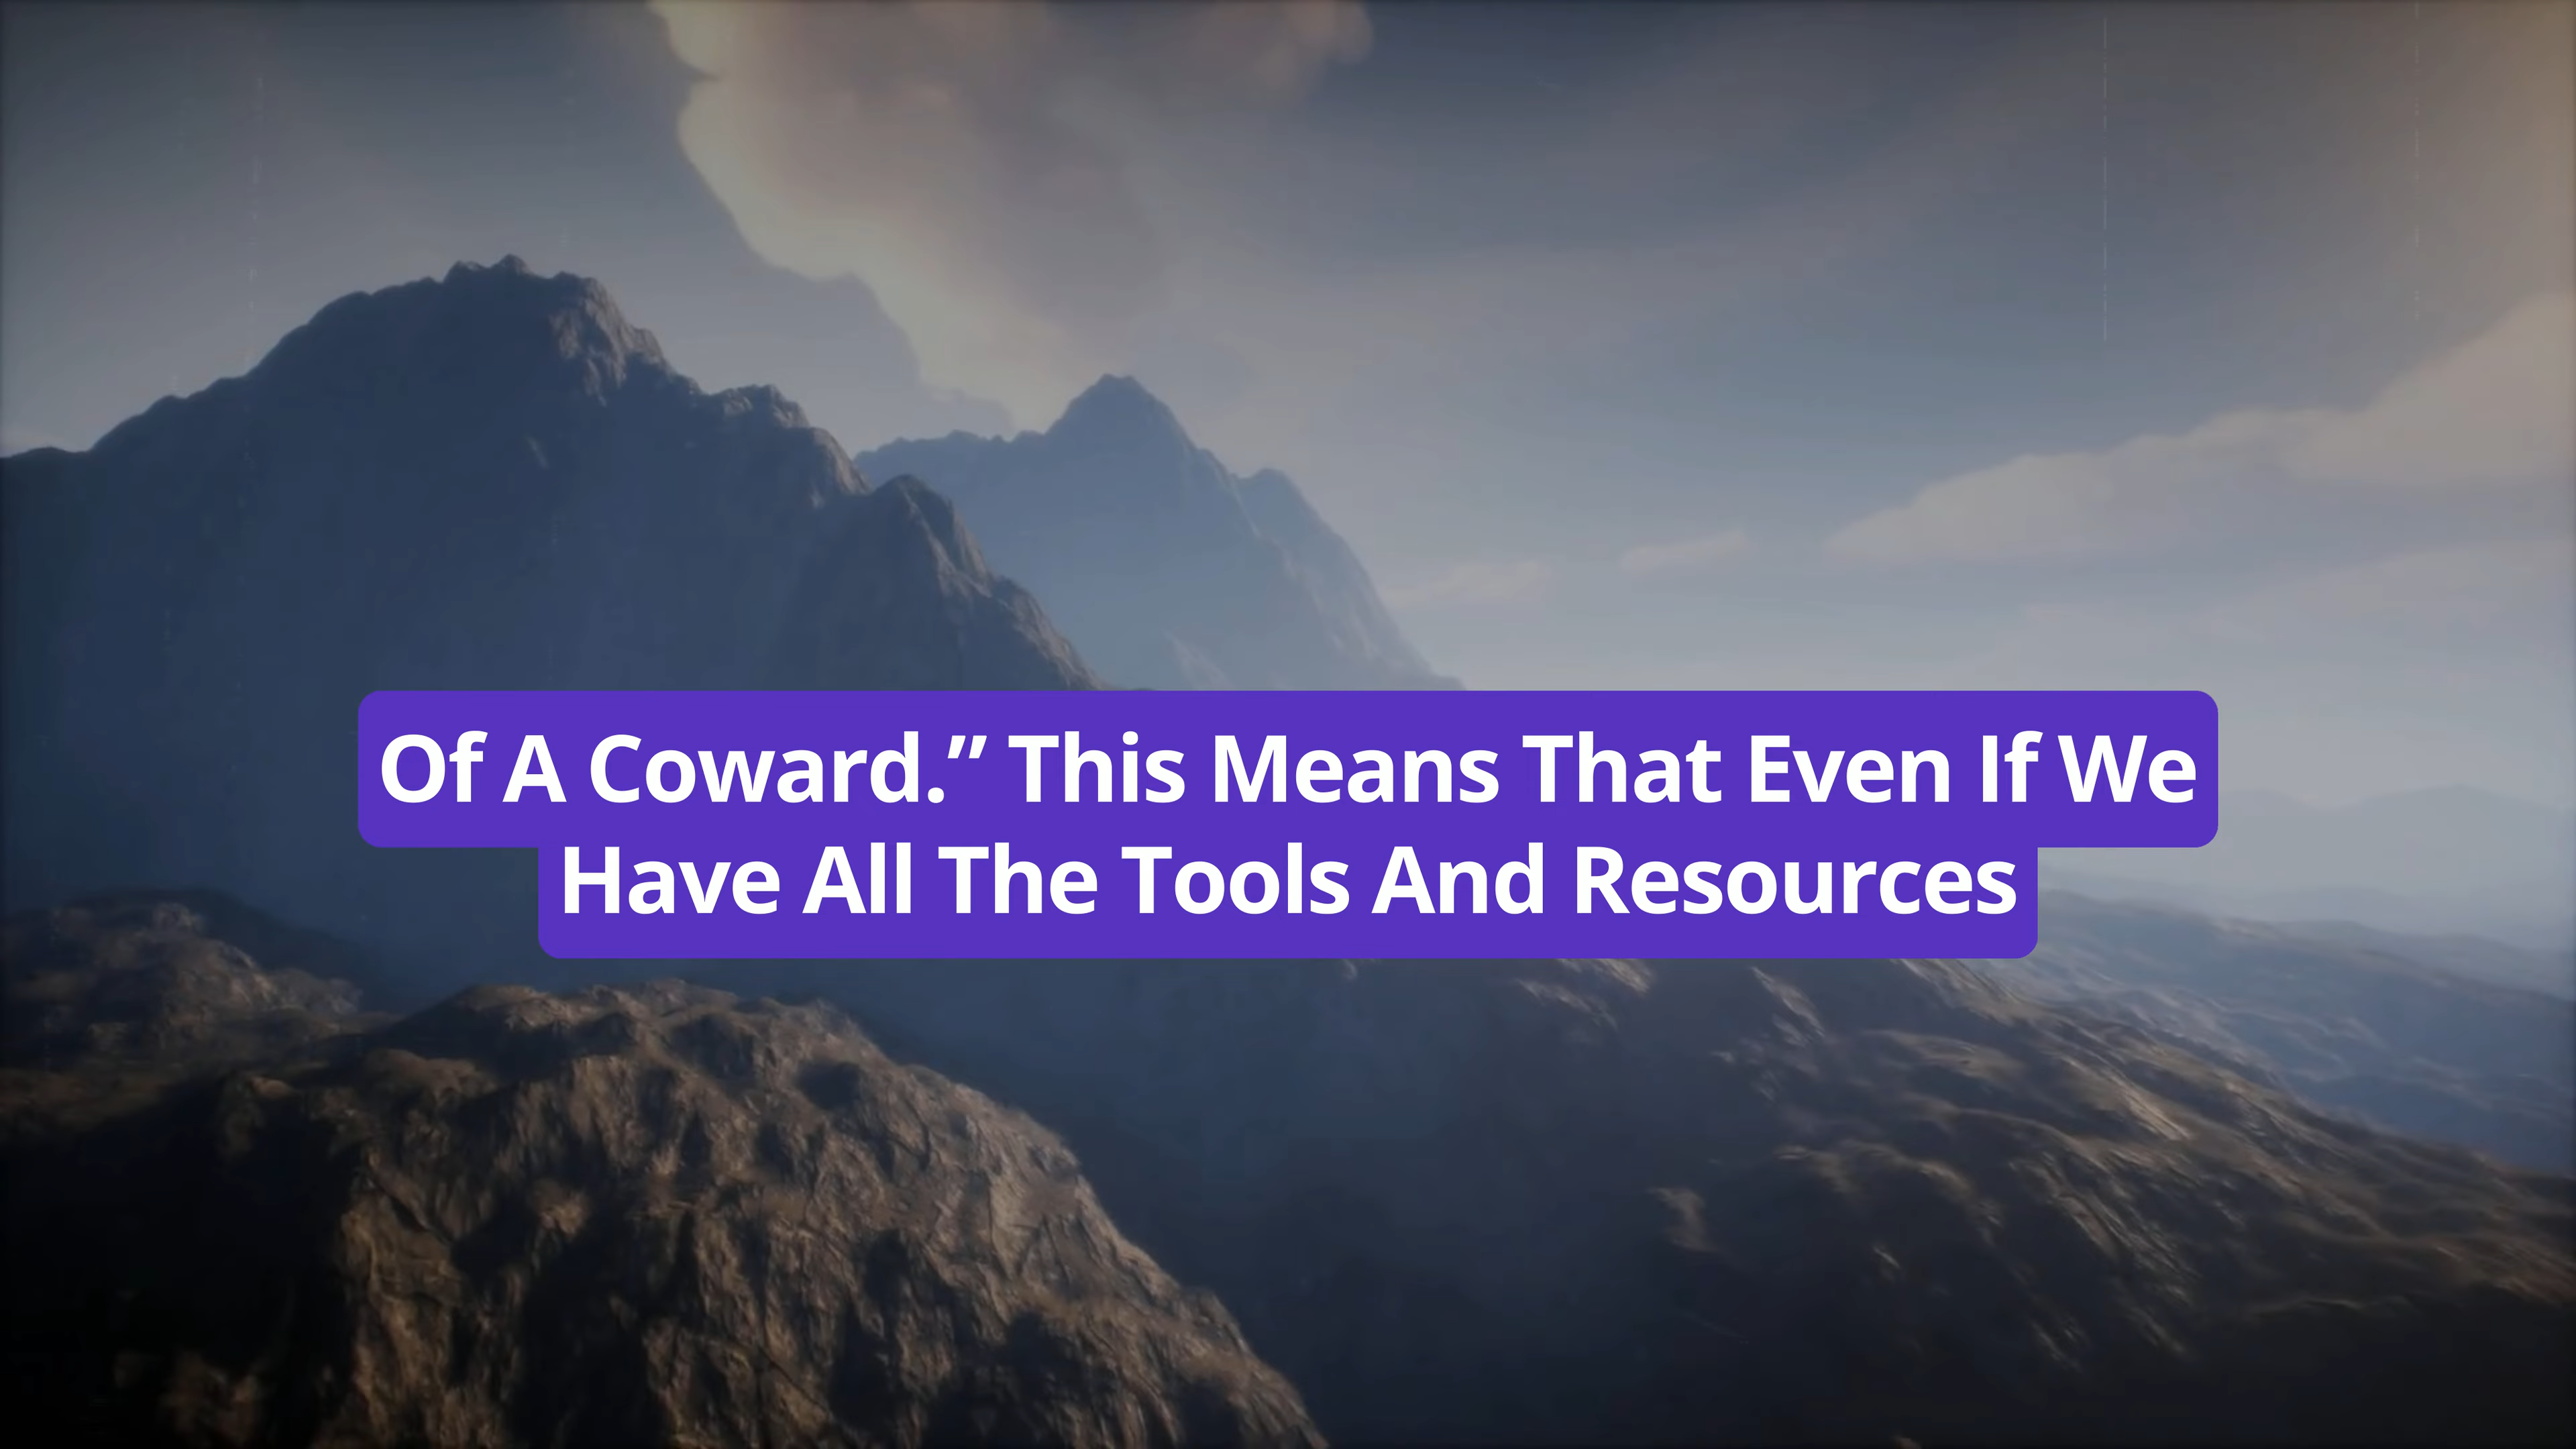 Of A Coward.” This Means That Even If We
Have All The Tools And Resources